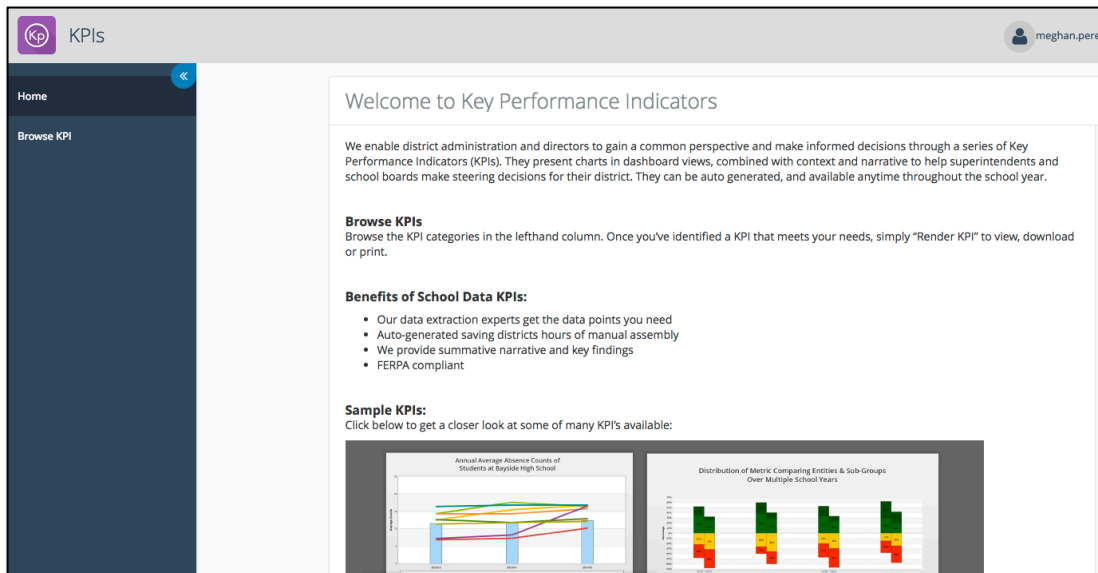 Kp KPIs
meghan.pere
«
Home
Browse KPI
Welcome to Key Performance Indicators
We enable district administration and directors to gain a common perspective and make informed decisions through a series of Key
Performance Indicators (KPIs). They present charts in dashboard views, combined with context and narrative to help superintendents and
school boards make steering decisions for their district. They can be auto generated, and available anytime throughout the school year.
Browse KPIs
Browse the KPI categories in the lefthand column. Once you’ve identified a KPI that meets your needs, simply “Render KPI” to view, download
or print.
Benefits of School Data KPIs:
• Our data extraction experts get the data points you need
• Auto-generated saving districts hours of manual assembly
• We provide summative narrative and key findings
• FERPA compliant
Sample KPIs:
Click below to get a closer look at some of many KPI’s available:
Annual Average Absence Counts of
Students at Bayside High School
Distribution of Metric Comparing Entities & Sub-Groups
Over Multiple School Years